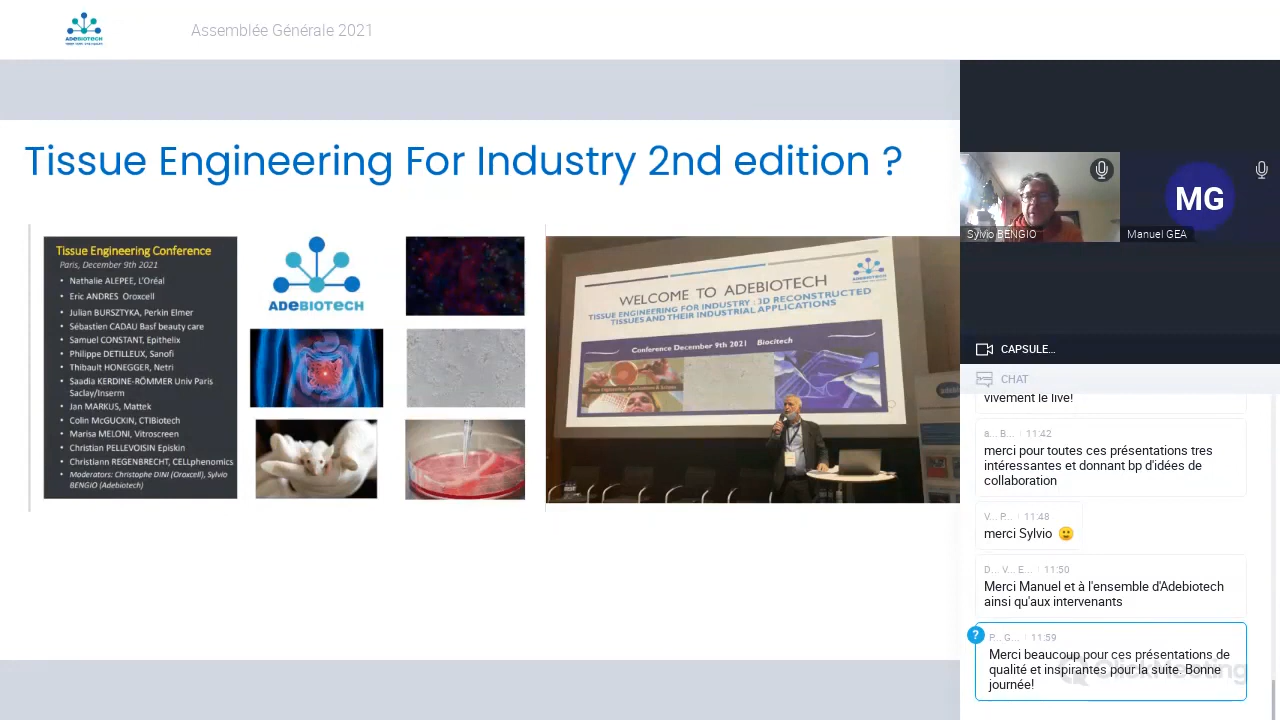 ADEBIOTECH
Assemblée Générale 2021
Tissue Engineering For Industry 2nd edition ?
Tissue Engineering Conference
Paris, December 9th 2021
• Nathalie ALEPEE, L'Oréal
• Eric ANDRES Oroxcell
• Julian BURSZTYKA, Perkin Elmer
• Sébastien CADAU Basf beauty care
• Samuel CONSTANT, Epithelix
• Philippe DETILLEUX, Sanofi
• Thibault HONEGGER, Netri
• Saadia KERDINE-RÖMMER Univ Paris
Saclay/Inserm
• Jan MARKUS, Mattek
• Colin McGUCKIN, CTIBiotech
• Marisa MELONI, Vitroscreen
• Christian PELLEVOISIN Episkin
• Christiann REGENBRECHT, CELLphenomics
• Moderators: Christophe DINI (Oroxcell), Sylvio
BENGIO (Adebiotech)
ADEBIOTECH
ADEBIOTECH
WELCOME TO ADEBIOTECH
TISSUE ENGINEERING FOR INDUSTRY : 3D RECONSTRUCTED
TISSUES AND THEIR INDUSTRIAL APPLICATIONS
Conference December 9th 2021 Biocitech
Sylvio BENGIO
MG
Manuel GEA
CAPSULE...
CHAT
vivement le live!
a... B... 11:42
merci pour toutes ces présentations tres
intéressantes et donnant bp d'idées de
collaboration
V... P... 11:48
merci Sylvio 🙂
D... V... E... 11:50
Merci Manuel et à l'ensemble d'Adebiotech
ainsi qu'aux intervenants
?
P... G... 11:59
Merci beaucoup pour ces présentations de
qualité et inspirantes pour la suite. Bonne
journée!
ClickMeeting